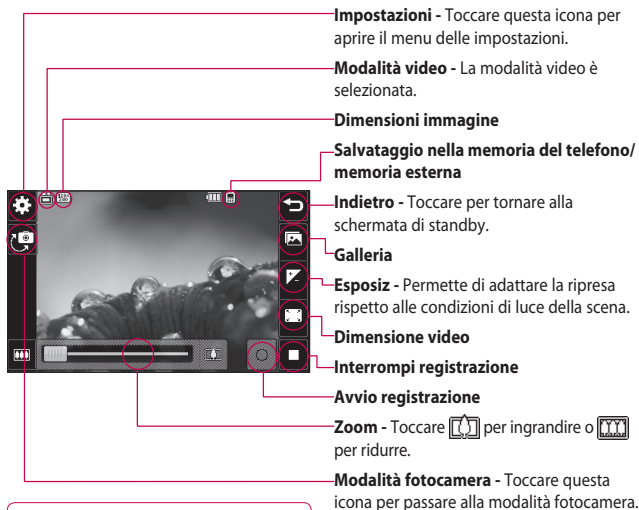 Impostazioni - Toccare questa icona per
aprire il menu delle impostazioni.
Modalità video - La modalità video è
selezionata.
Dimensioni immagine
Salvataggio nella memoria del telefono/
memoria esterna
Indietro - Toccare per tornare alla
schermata di standby.
Galleria
Esposiz - Permette di adattare la ripresa
rispetto alle condizioni di luce della scena.
Dimensione video
Interrompi registrazione
Avvio registrazione
Zoom - Toccare per ingrandire o
per ridurre.
Modalità fotocamera - Toccare questa
icona per passare alla modalità fotocamera.